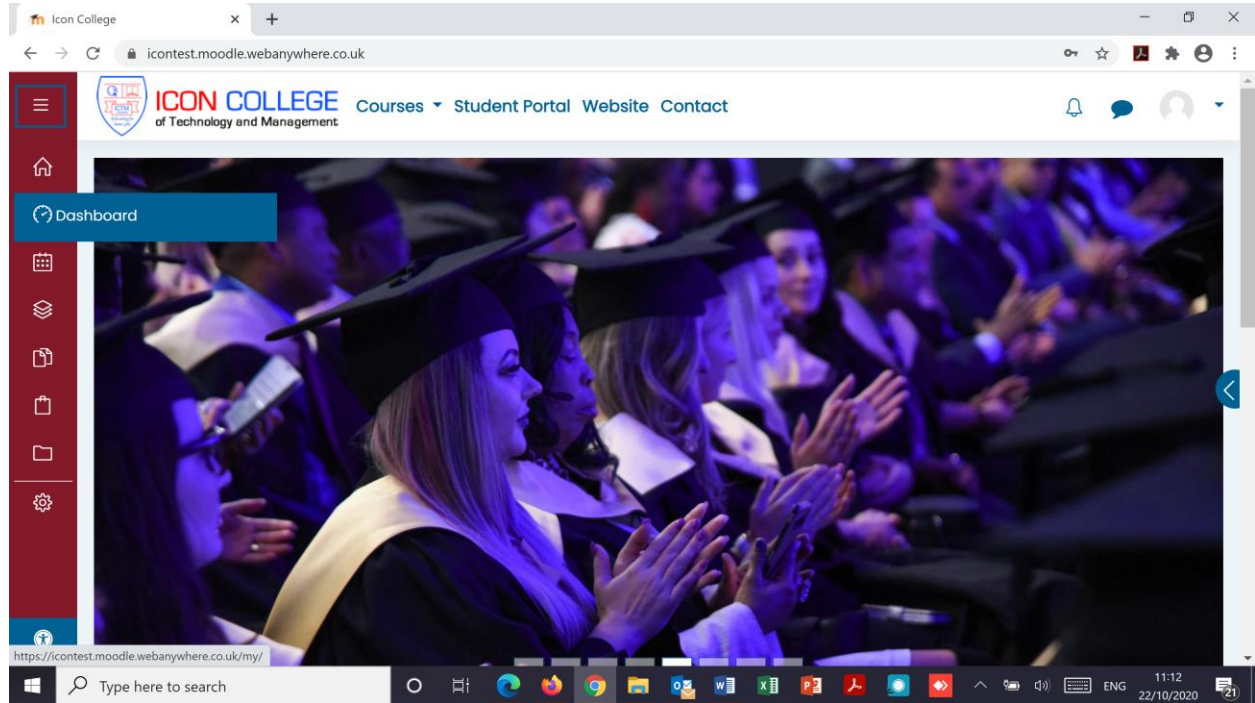 Icon College
icontest.moodle.webanywhere.co.uk
ICON COLLEGE
of Technology and Management
Courses Student Portal Website Contact
Dashboard
https://icontest.moodle.webanywhere.co.uk/my/
Type here to search
ENG
11:12
22/10/2020
21